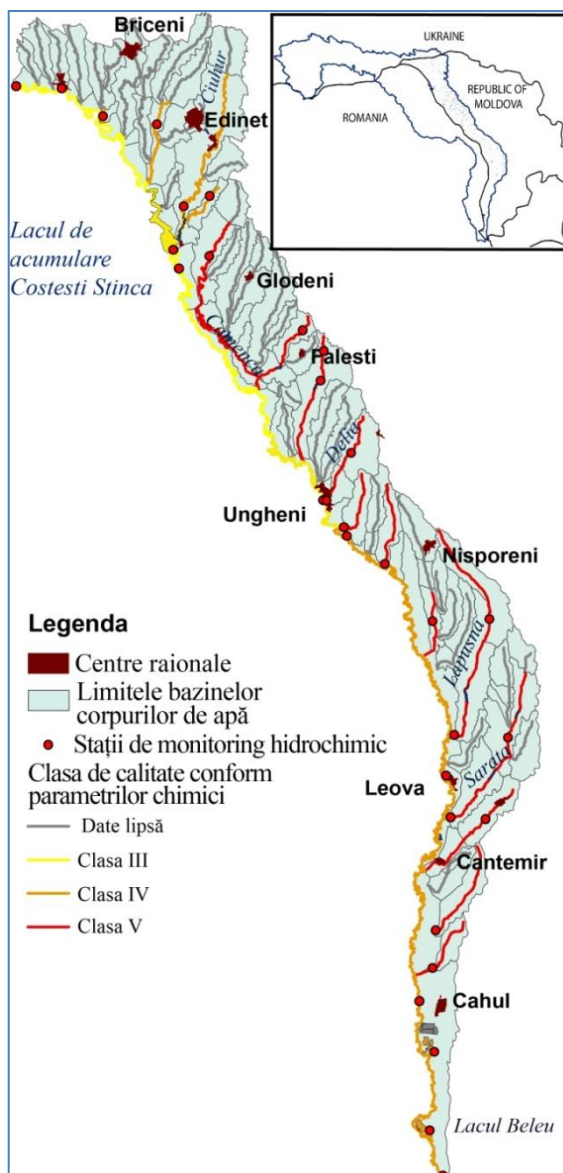 Briceni
UKRAINE
REPUBLIC OF
MOLDOVA
ROMANIA
Ciuhur
Edinet
Lacul de
acumulare
Costesti Stinca
Glodeni
Camenca
Falesti
Delia
Ungheni
Nisporeni
Lapusna
Legenda
Centre raionale
Limitele bazinelor
corpurilor de apă
Stații de monitoring hidrochimic
Clasa de calitate conform
parametrilor chimici
Date lipsă
Clasa III
Clasa IV
Clasa V
Sarata
Leova
Cantemir
Cahul
Lacul Beleu